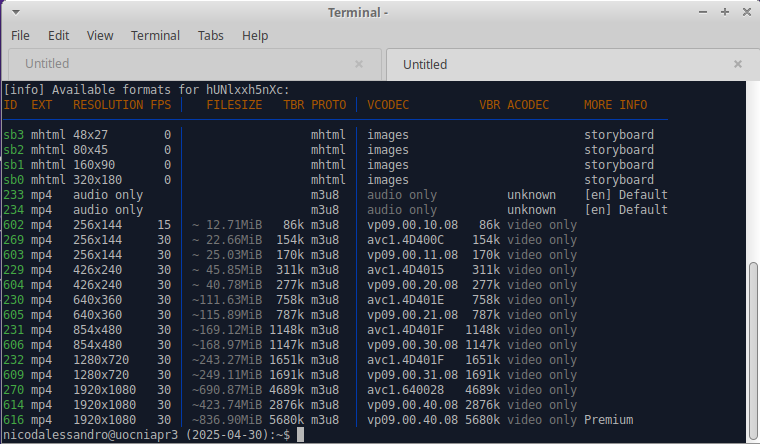 Terminal -
File Edit View Terminal Tabs Help
Untitled Untitled
[info] Available formats for hUNlxxh5nXc:
ID EXT RESOLUTION FPS | FILESIZE TBR PROTO | VCODEC VBR ACODEC MORE INFO
sb3 mhtml 48x27 0 | mhtml | images storyboard
sb2 mhtml 80x45 0 | mhtml | images storyboard
sb1 mhtml 160x90 0 | mhtml | images storyboard
sb0 mhtml 320x180 0 | mhtml | images storyboard
233 mp4 audio only | m3u8 | audio only unknown [en] Default
234 mp4 audio only | m3u8 | audio only unknown [en] Default
602 mp4 256x144 15 | ~ 12.71MiB 86k m3u8 | vp09.00.10.08 86k video only
269 mp4 256x144 30 | ~ 22.66MiB 154k m3u8 | avc1.4D400C 154k video only
603 mp4 256x144 30 | ~ 25.03MiB 170k m3u8 | vp09.00.11.08 170k video only
229 mp4 426x240 30 | ~ 45.85MiB 311k m3u8 | avc1.4D4015 311k video only
604 mp4 426x240 30 | ~ 40.78MiB 277k m3u8 | vp09.00.20.08 277k video only
230 mp4 640x360 30 | ~111.63MiB 758k m3u8 | avc1.4D401E 758k video only
605 mp4 640x360 30 | ~115.89MiB 787k m3u8 | vp09.00.21.08 787k video only
231 mp4 854x480 30 | ~169.12MiB 1148k m3u8 | avc1.4D401F 1148k video only
606 mp4 854x480 30 | ~168.97MiB 1147k m3u8 | vp09.00.30.08 1147k video only
232 mp4 1280x720 30 | ~243.27MiB 1651k m3u8 | avc1.4D401F 1651k video only
609 mp4 1280x720 30 | ~249.11MiB 1691k m3u8 | vp09.00.31.08 1691k video only
270 mp4 1920x1080 30 | ~690.87MiB 4689k m3u8 | avc1.640028 4689k video only
614 mp4 1920x1080 30 | ~423.74MiB 2876k m3u8 | vp09.00.40.08 2876k video only
616 mp4 1920x1080 30 | ~836.90MiB 5680k m3u8 | vp09.00.40.08 5680k video only Premium
nicodalessandro@uocniapr3 (2025-04-30):~$